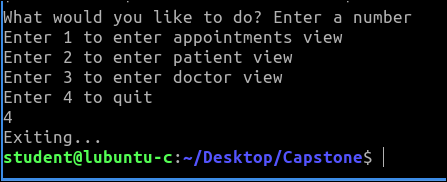 What would you like to do? Enter a number
Enter 1 to enter appointments view
Enter 2 to enter patient view
Enter 3 to enter doctor view
Enter 4 to quit
4
Exiting...
student@lubuntu-c:~/Desktop/Capstone$